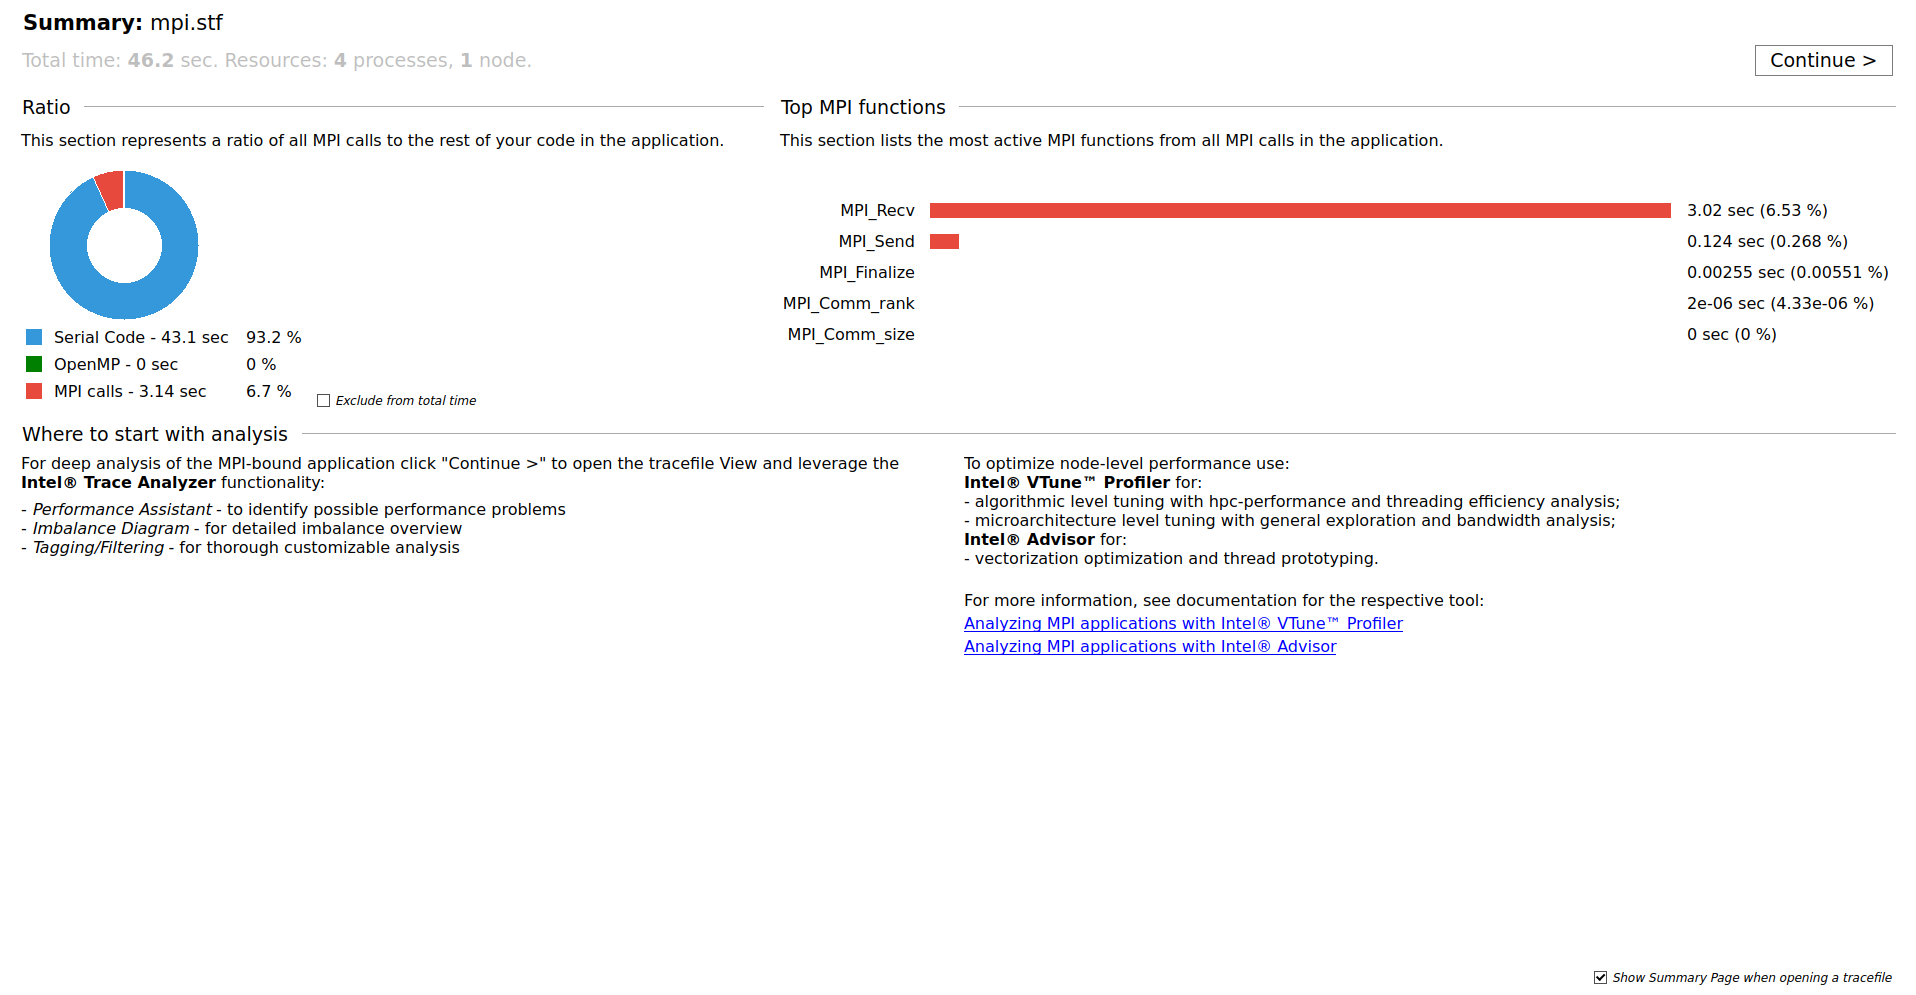 Summary: mpi.stf
Total time: 46.2 sec. Resources: 4 processes, 1 node.
Continue >
Ratio
This section represents a ratio of all MPI calls to the rest of your code in the application.
Serial Code - 43.1 sec 93.2 %
OpenMP - 0 sec 0 %
MPI calls - 3.14 sec 6.7 %
Exclude from total time
Top MPI functions
This section lists the most active MPI functions from all MPI calls in the application.
MPI_Recv 3.02 sec (6.53 %)
MPI_Send 0.124 sec (0.268 %)
MPI_Finalize 0.00255 sec (0.00551 %)
MPI_Comm_rank 2e-06 sec (4.33e-06 %)
MPI_Comm_size 0 sec (0 %)
Where to start with analysis
For deep analysis of the MPI-bound application click "Continue >" to open the tracefile View and leverage the
Intel® Trace Analyzer functionality:
- Performance Assistant - to identify possible performance problems
- Imbalance Diagram - for detailed imbalance overview
- Tagging/Filtering - for thorough customizable analysis
To optimize node-level performance use:
Intel® VTune™ Profiler for:
- algorithmic level tuning with hpc-performance and threading efficiency analysis;
- microarchitecture level tuning with general exploration and bandwidth analysis;
Intel® Advisor for:
- vectorization optimization and thread prototyping.
For more information, see documentation for the respective tool:
Analyzing MPI applications with Intel® VTune™ Profiler
Analyzing MPI applications with Intel® Advisor
Show Summary Page when opening a tracefile